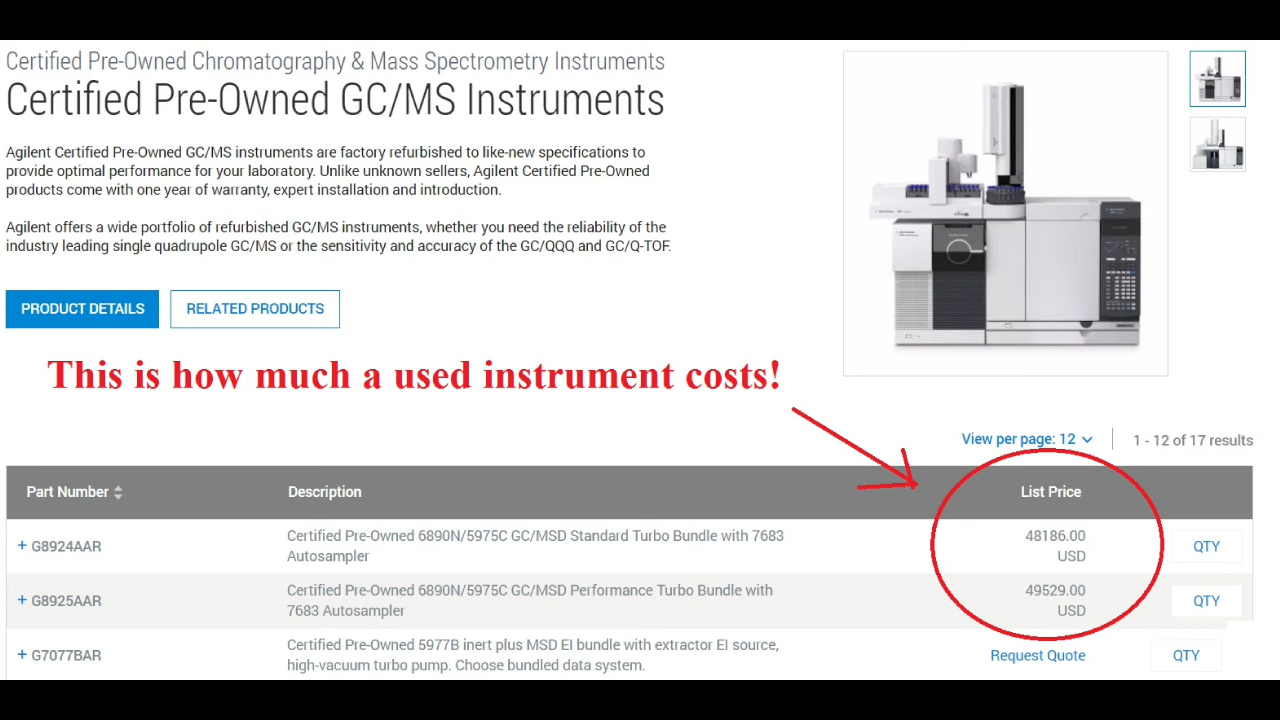 Certified Pre-Owned Chromatography & Mass Spectrometry Instruments
Certified Pre-Owned GC/MS Instruments
Agilent Certified Pre-Owned GC/MS instruments are factory refurbished to like-new specifications to
provide optimal performance for your laboratory. Unlike unknown sellers, Agilent Certified Pre-Owned
products come with one year of warranty, expert installation and introduction.
Agilent offers a wide portfolio of refurbished GC/MS instruments, whether you need the reliability of the
industry leading single quadrupole GC/MS or the sensitivity and accuracy of the GC/QQQ and GC/Q-TOF.
PRODUCT DETAILS
RELATED PRODUCTS
This is how much a used instrument costs!
View per page: 12
1 - 12 of 17 results
Part Number
Description
List Price
+ G8924AAR
Certified Pre-Owned 6890N/5975C GC/MSD Standard Turbo Bundle with 7683
Autosampler
48186.00
USD
QTY
+ G8925AAR
Certified Pre-Owned 6890N/5975C GC/MSD Performance Turbo Bundle with
7683 Autosampler
49529.00
USD
QTY
+ G7077BAR
Certified Pre-Owned 5977B inert plus MSD EI bundle with extractor EI source,
high-vacuum turbo pump. Choose bundled data system.
Request Quote
QTY